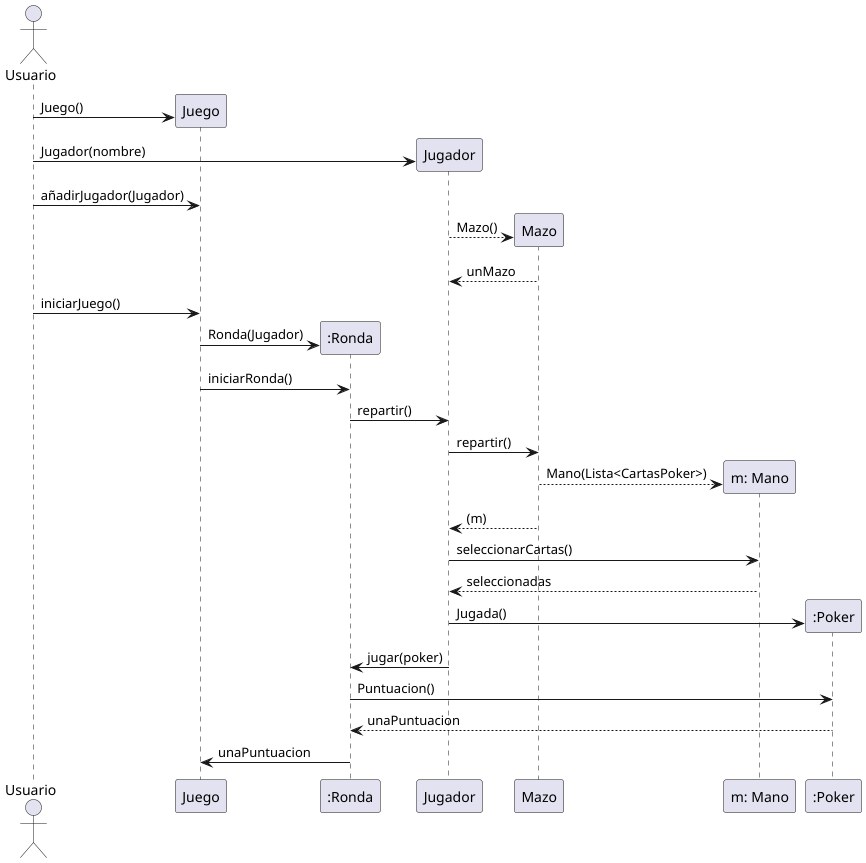 Usuario
Juego()
Juego
Jugador(nombre)
Jugador
añadirJugador(Jugador)
Mazo()
Mazo
unMazo
iniciarJuego()
Ronda(Jugador)
:Ronda
iniciarRonda()
repartir()
repartir()
Mano(Lista<CartasPoker>)
m: Mano
(m)
seleccionarCartas()
seleccionadas
Jugada()
:Poker
jugar(poker)
Puntuacion()
unaPuntuacion
unaPuntuacion
Usuario
Juego
:Ronda
Jugador
Mazo
m: Mano
:Poker